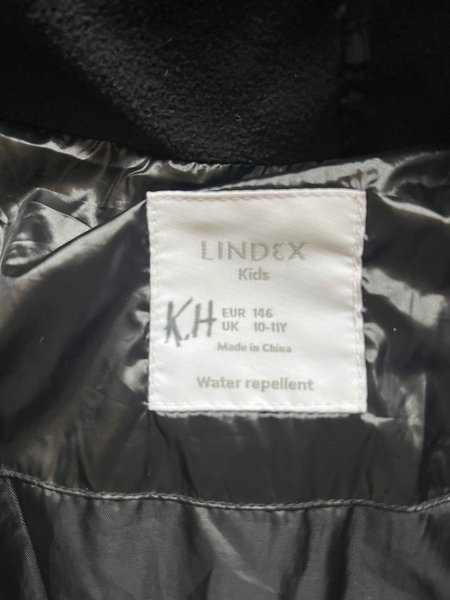 LINDEX
Kids
K.H
EUR 146
UK 10-11Y
Made in China
Water repellent